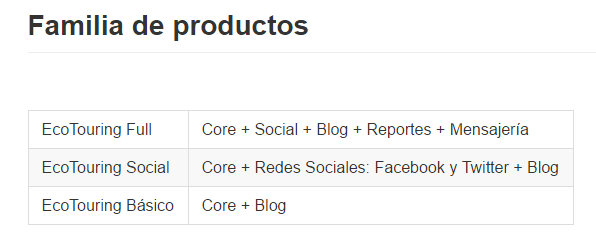 Familia de productos
EcoTouring Full Core + Social + Blog + Reportes + Mensajería
EcoTouring Social Core + Redes Sociales: Facebook y Twitter + Blog
EcoTouring Básico Core + Blog